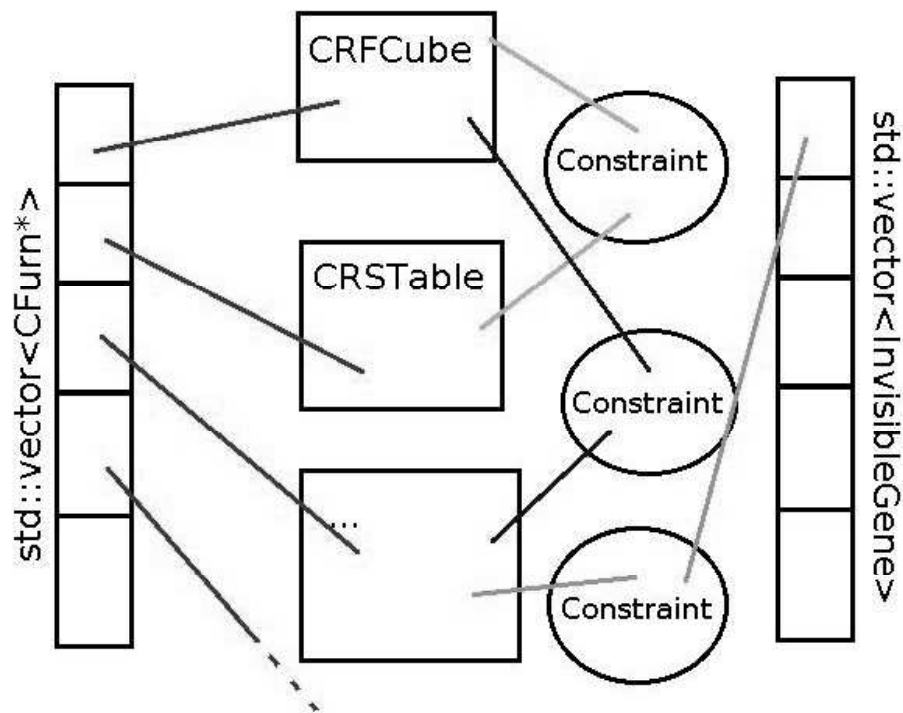 std::vector<CFurn*>
CRFCube
Constraint
CRSTable
Constraint
...
Constraint
std::vector<InvisibleGene>